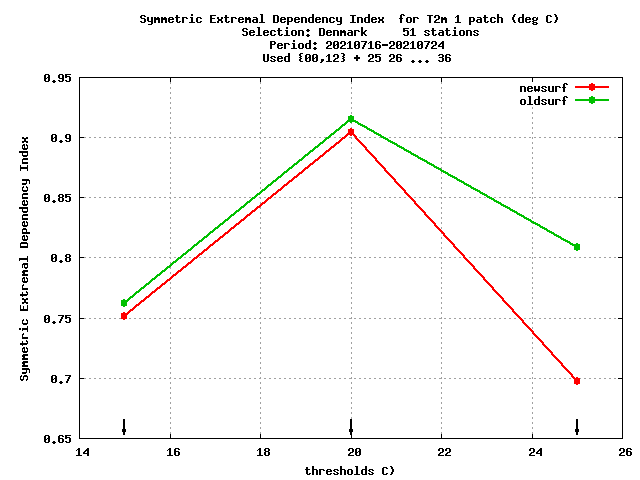 Symmetric Extremal Dependency Index  for T2m 1 patch (deg C)
Selection: Denmark     51 stations
Period: 20210716-20210724
Used {00,12} + 25 26 ... 36
newsurf
oldsurf
Symmetric Extremal Dependency Index
0.95
0.9
0.85
0.8
0.75
0.7
0.65
14 16 18 20 22 24 26
thresholds C)